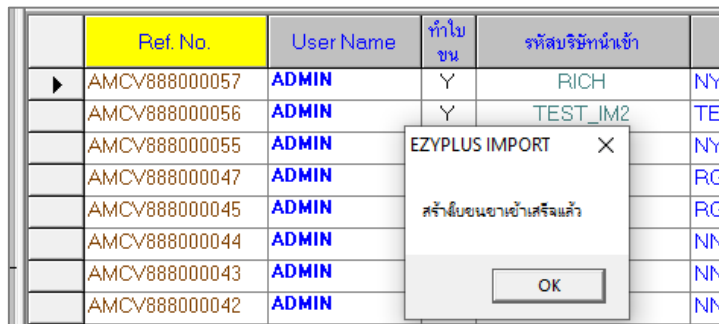 Ref. No. User Name ทำใบขน รหัสบริษัทนำเข้า
AMCV888000057 ADMIN Y RICH NY
AMCV888000056 ADMIN Y TEST_IM2 TE
AMCV888000055 ADMIN EZYPLUS IMPORT NY
AMCV888000047 ADMIN RG
AMCV888000045 ADMIN สร้างใบขนขาเข้าเสร็จแล้ว RG
AMCV888000044 ADMIN NN
AMCV888000043 ADMIN OK NN
AMCV888000042 ADMIN NN